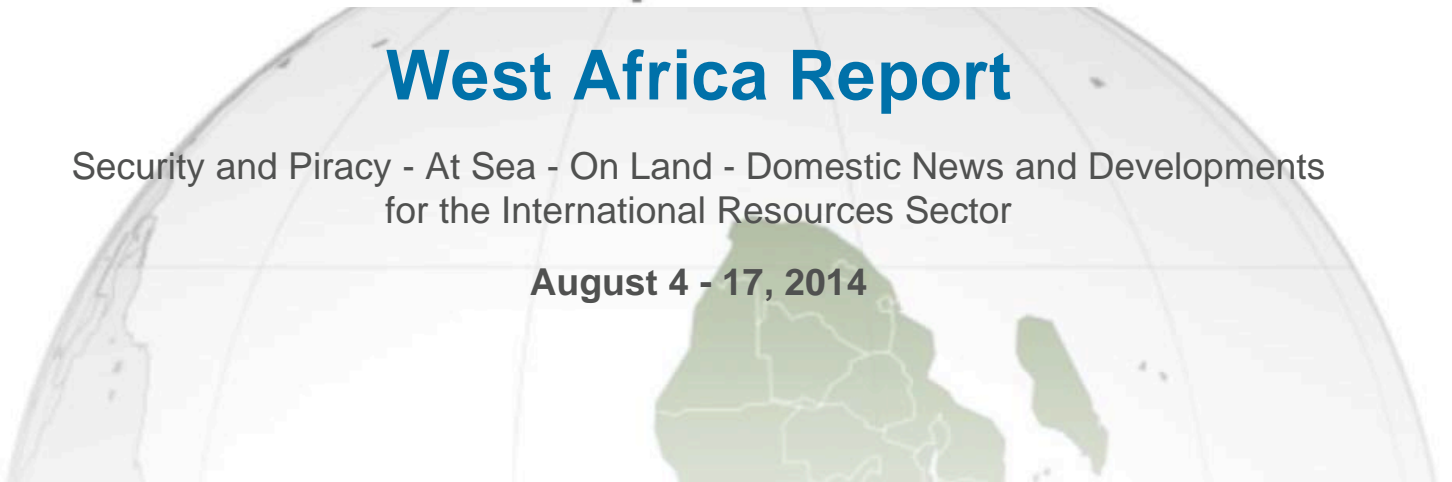 West Africa Report
Security and Piracy - At Sea - On Land - Domestic News and Developments
for the International Resources Sector
August 4 - 17, 2014